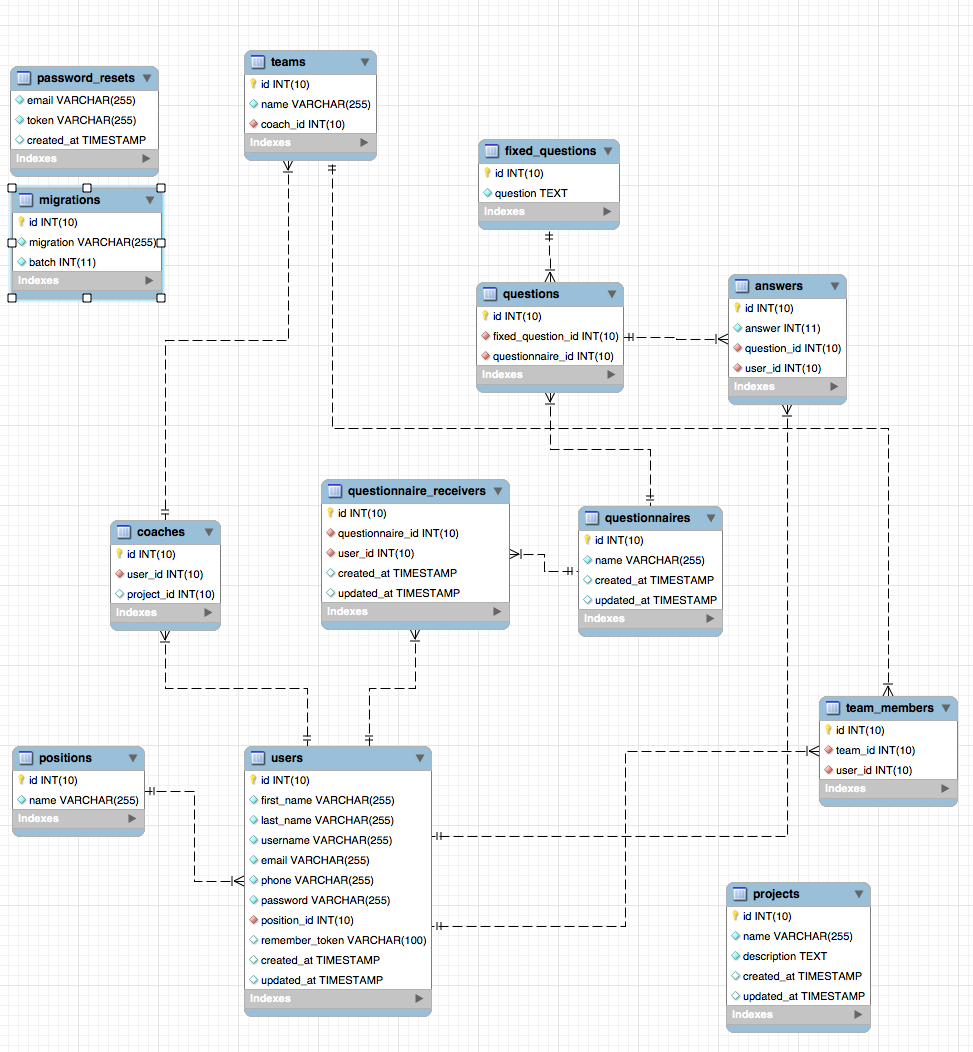 password_resets
email VARCHAR(255)
token VARCHAR(255)
created_at TIMESTAMP
Indexes
migrations
id INT(10)
migration VARCHAR(255)
batch INT(11)
Indexes
teams
id INT(10)
name VARCHAR(255)
coach_id INT(10)
Indexes
fixed_questions
id INT(10)
question TEXT
Indexes
questions
id INT(10)
fixed_question_id INT(10)
questionnaire_id INT(10)
Indexes
answers
id INT(10)
answer INT(11)
question_id INT(10)
user_id INT(10)
Indexes
coaches
id INT(10)
user_id INT(10)
project_id INT(10)
Indexes
questionnaire_receivers
id INT(10)
questionnaire_id INT(10)
user_id INT(10)
created_at TIMESTAMP
updated_at TIMESTAMP
Indexes
questionnaires
id INT(10)
name VARCHAR(255)
created_at TIMESTAMP
updated_at TIMESTAMP
Indexes
team_members
id INT(10)
team_id INT(10)
user_id INT(10)
Indexes
positions
id INT(10)
name VARCHAR(255)
Indexes
users
id INT(10)
first_name VARCHAR(255)
last_name VARCHAR(255)
username VARCHAR(255)
email VARCHAR(255)
phone VARCHAR(255)
password VARCHAR(255)
position_id INT(10)
remember_token VARCHAR(100)
created_at TIMESTAMP
updated_at TIMESTAMP
Indexes
projects
id INT(10)
name VARCHAR(255)
description TEXT
created_at TIMESTAMP
updated_at TIMESTAMP
Indexes